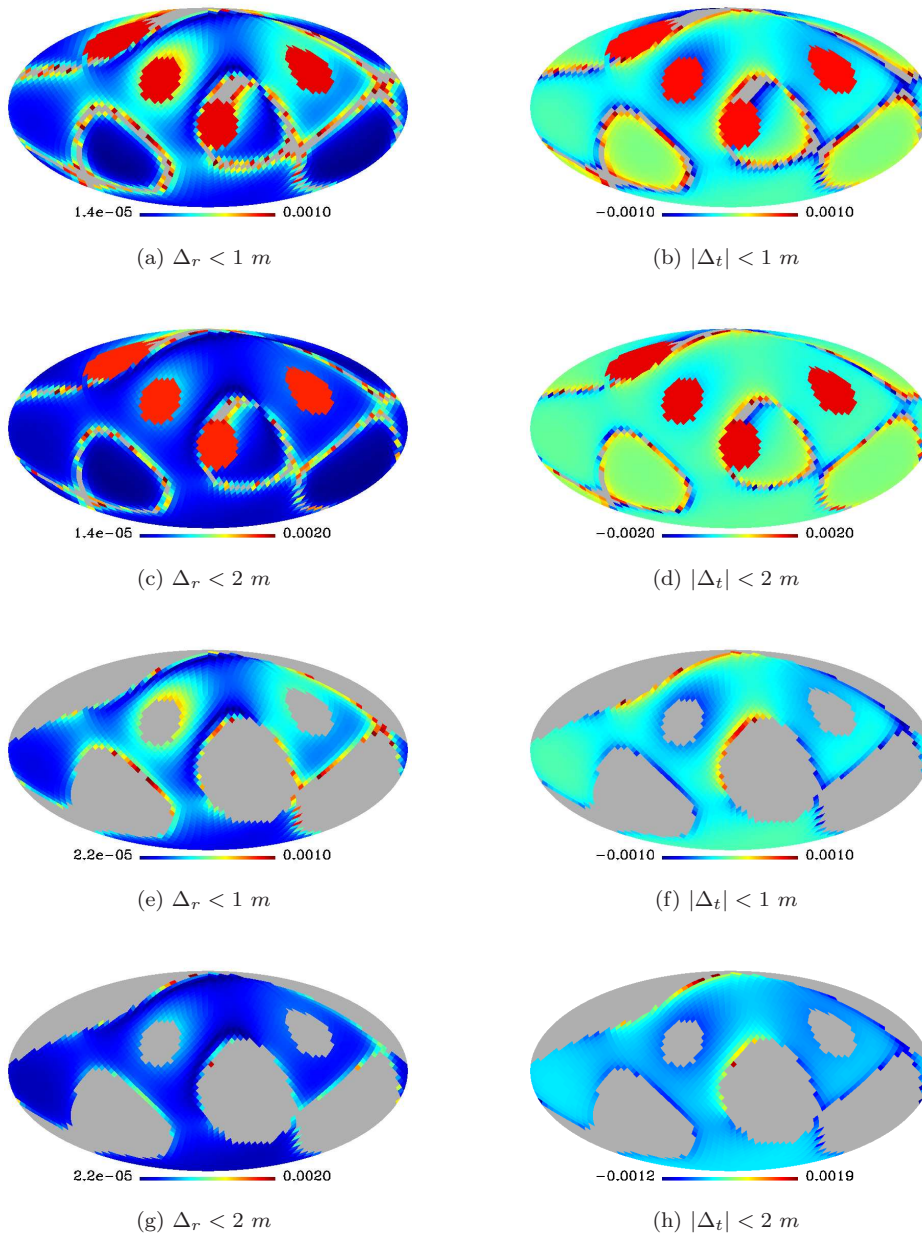 1.4e-05 0.0010
−0.0010 0.0010
(a) Δr < 1 m
(b) |Δt| < 1 m
1.4e-05 0.0020
−0.0020 0.0020
(c) Δr < 2 m
(d) |Δt| < 2 m
2.2e-05 0.0010
−0.0010 0.0010
(e) Δr < 1 m
(f) |Δt| < 1 m
2.2e-05 0.0020
−0.0012 0.0019
(g) Δr < 2 m
(h) |Δt| < 2 m